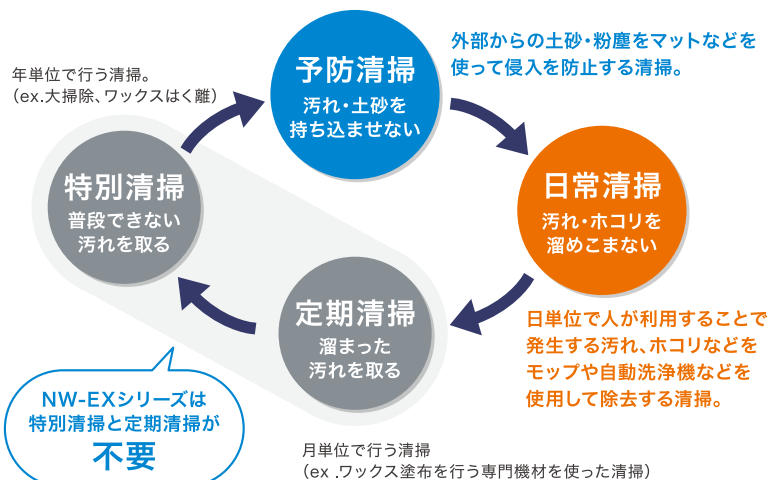 予防清掃
汚れ・土砂を
持ち込ませない
外部からの土砂・粉塵をマットなどを
使って侵入を防止する清掃。
日常清掃
汚れ・ホコリを
溜めこまない
日単位で人が利用することで
発生する汚れ、ホコリなどを
モップや自動洗浄機などを
使用して除去する清掃。
定期清掃
溜まった
汚れを取る
月単位で行う清掃
（ex .ワックス塗布を行う専門機材を使った清掃）
年単位で行う清掃。
（ex.大掃除、ワックスはく離）
特別清掃
普段できない
汚れを取る
NW-EXシリーズは
特別清掃と定期清掃が
不要